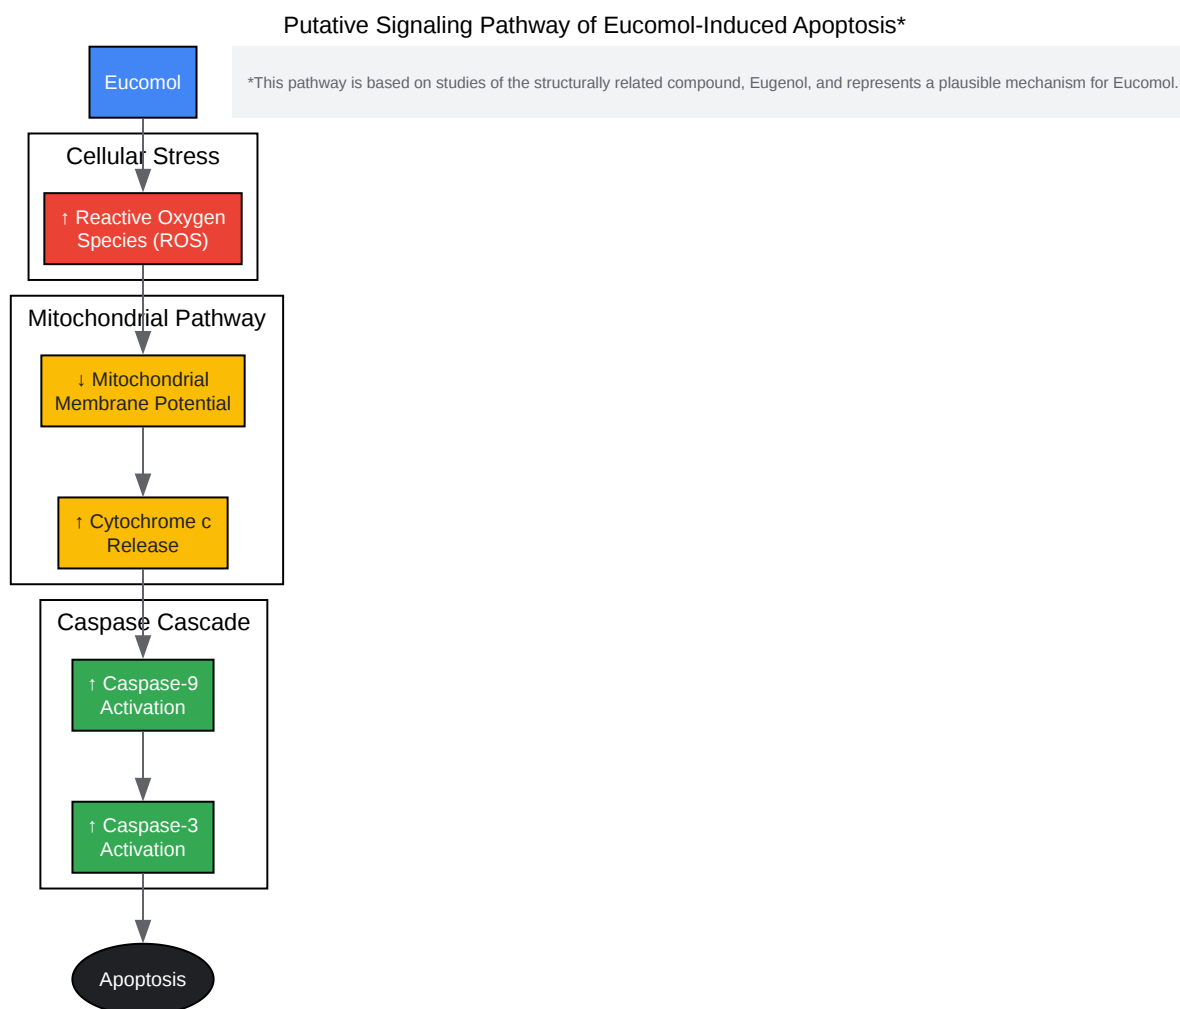 Putative Signaling Pathway of Eucomol-Induced Apoptosis*
Eucomol
*This pathway is based on studies of the structurally related compound, Eugenol, and represents a plausible mechanism for Eucomol.
Cellular Stress
↑ Reactive Oxygen
Species (ROS)
Mitochondrial Pathway
↓ Mitochondrial
Membrane Potential
↑ Cytochrome c
Release
Caspase Cascade
↑ Caspase-9
Activation
↑ Caspase-3
Activation
Apoptosis